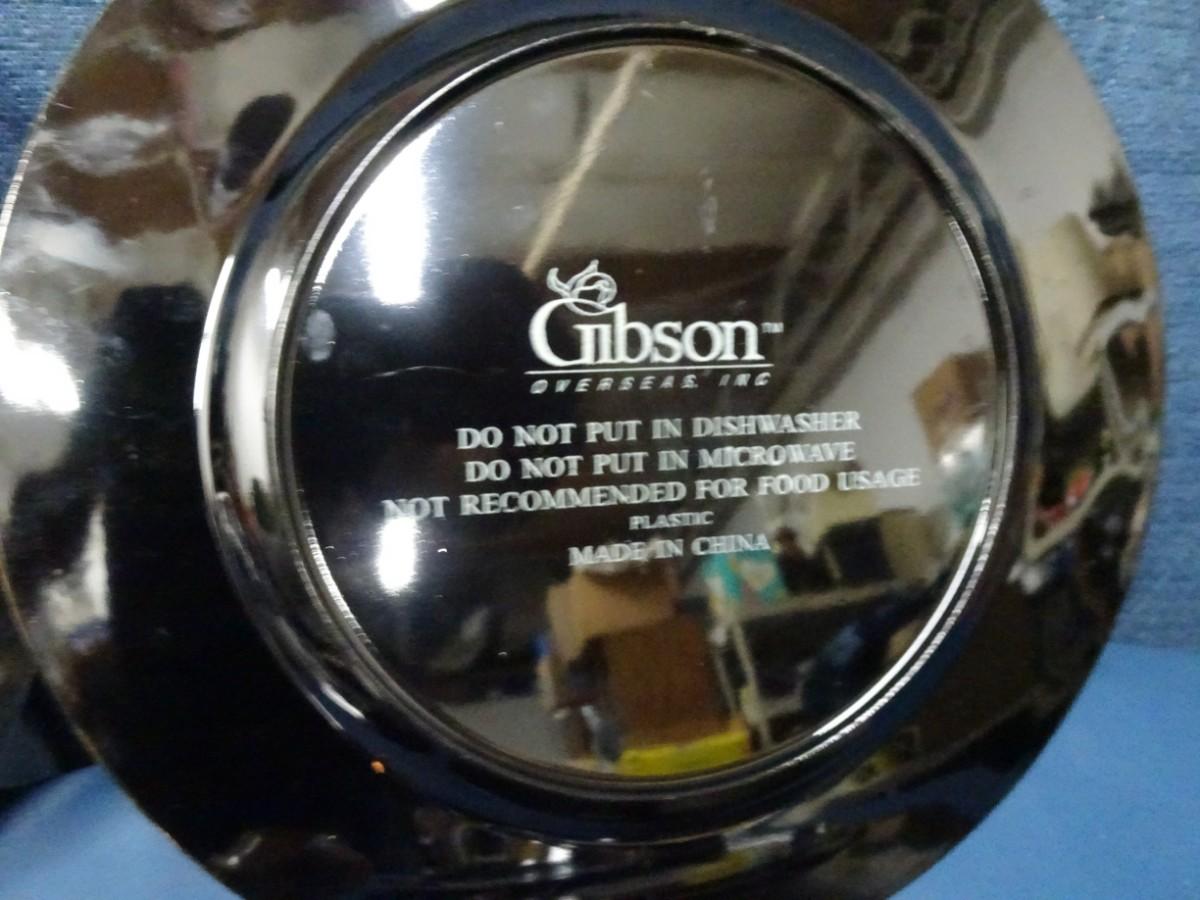 Gibson™
OVERSEAS, INC
DO NOT PUT IN DISHWASHER
DO NOT PUT IN MICROWAVE
NOT RECOMMENDED FOR FOOD USAGE
PLASTIC
MADE IN CHINA